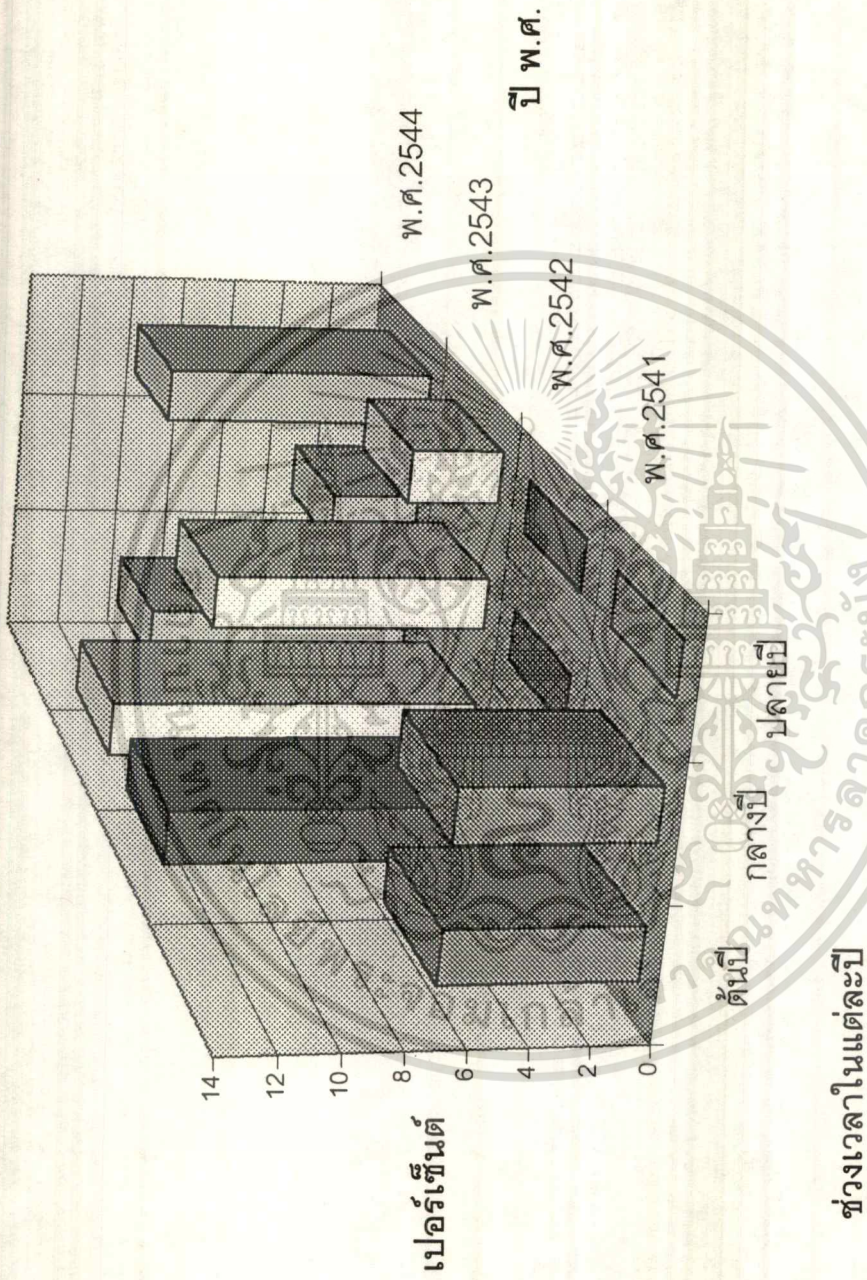 เปอร์เซ็นต์
14
12
10
8
6
4
2
0
ต้นปี
กลางปี
ปลายปี
ช่วงเวลาในแต่ละปี
พ.ศ.2541
พ.ศ.2542
พ.ศ.2543
พ.ศ.2544
ปี พ.ศ.